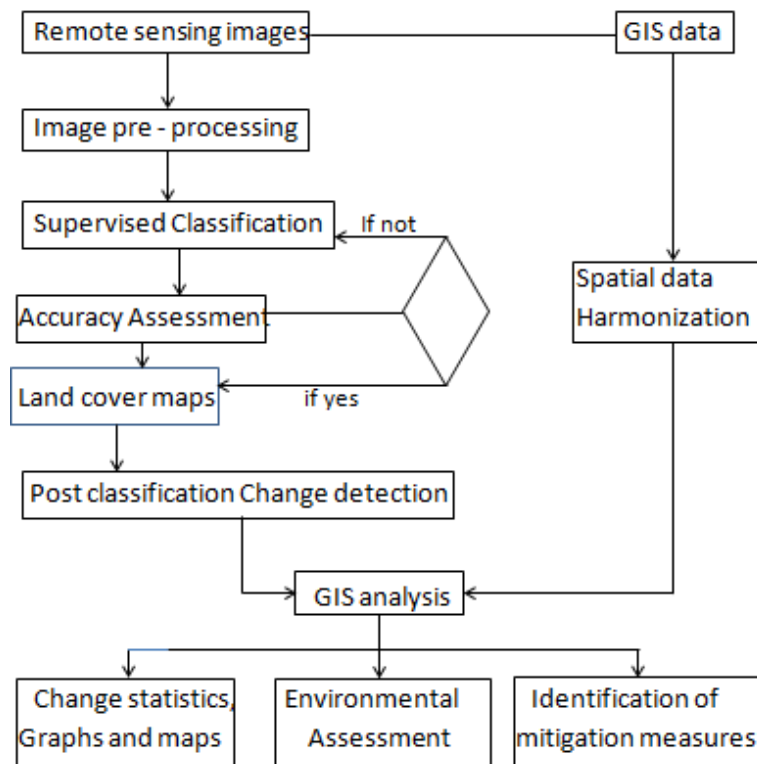 Remote sensing images
GIS data
Image pre - processing
Supervised Classification
If not
Spatial data
Harmonization
Accuracy Assessment
Land cover maps
if yes
Post classification Change detection
GIS analysis
Change statistics,
Graphs and maps
Environmental
Assessment
Identification of
mitigation measures